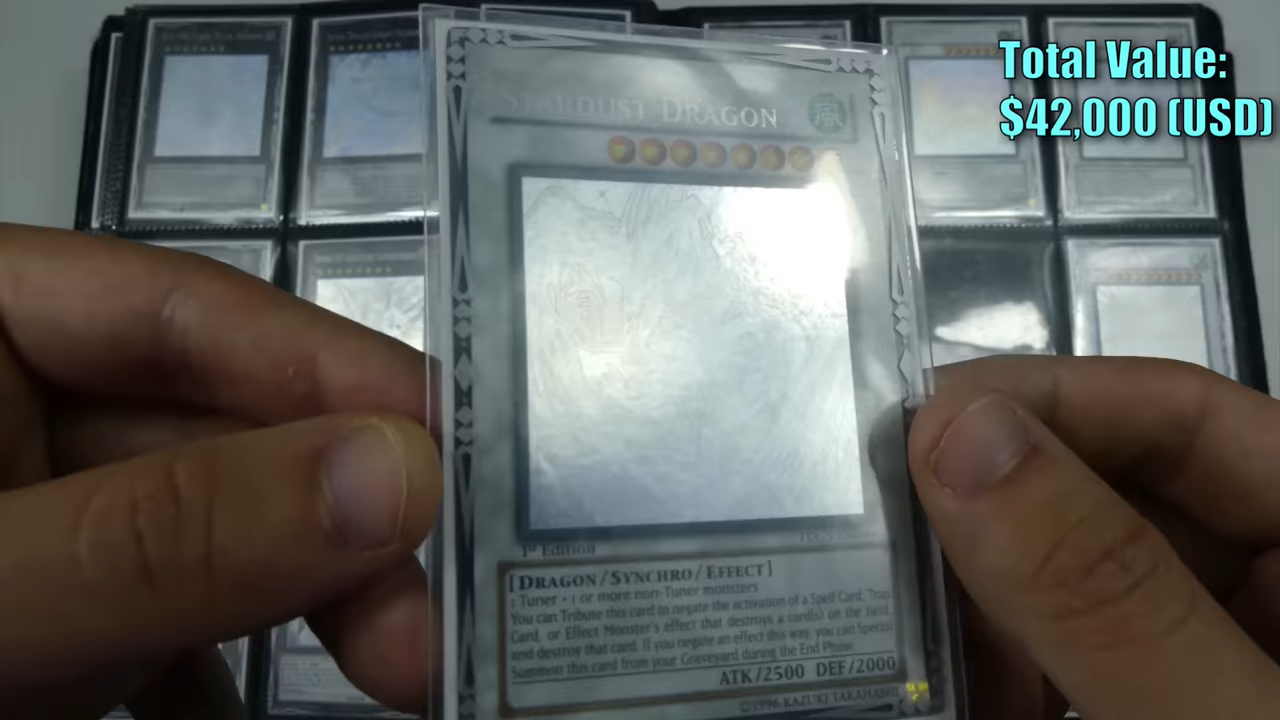 Total Value:
$42,000 (USD)
STARDUST DRAGON
風
1st Edition
[DRAGON/SYNCHRO/EFFECT]
1 Tuner + 1 or more non-Tuner monsters
You can Tribute this card to negate the activation of a Spell Card, Trap
Card, or Effect Monster's effect that destroys a card(s) on the field,
and destroy that card. If you negate an effect this way, you can Special
Summon this card from your Graveyard during the End Phase.
ATK/2500 DEF/2000
©1996 KAZUKI TAKAHASHI